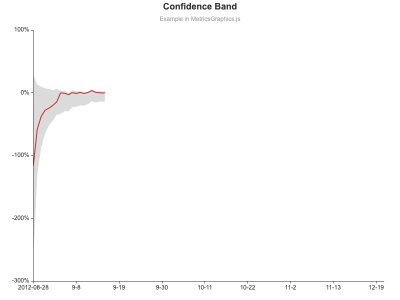 Confidence Band
Example in MetricsGraphics.js
100%
0%
-100%
-200%
-300%
2012-08-28 9-8 9-19 9-30 10-11 10-22 11-2 11-13 12-19